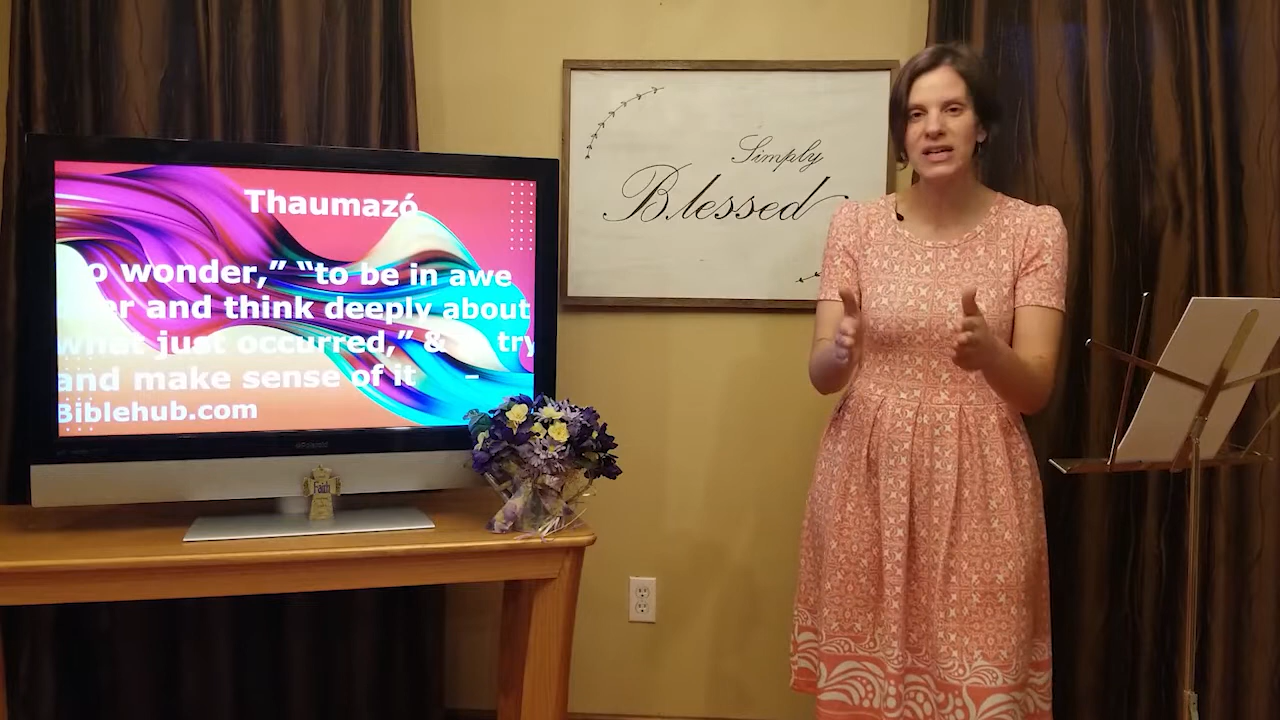 Thaumazó
o wonder,” “to be in awe
er and think deeply about
what just occurred,” & try
and make sense of it –
Biblehub.com
Faith
Simply
Blessed